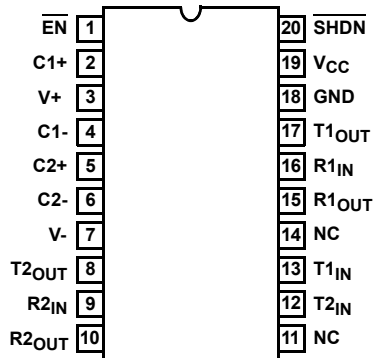 EN 1 20 SHDN
C1+ 2 19 VCC
V+ 3 18 GND
C1- 4 17 T1OUT
C2+ 5 16 R1IN
C2- 6 15 R1OUT
V- 7 14 NC
T2OUT 8 13 T1IN
R2IN 9 12 T2IN
R2OUT 10 11 NC